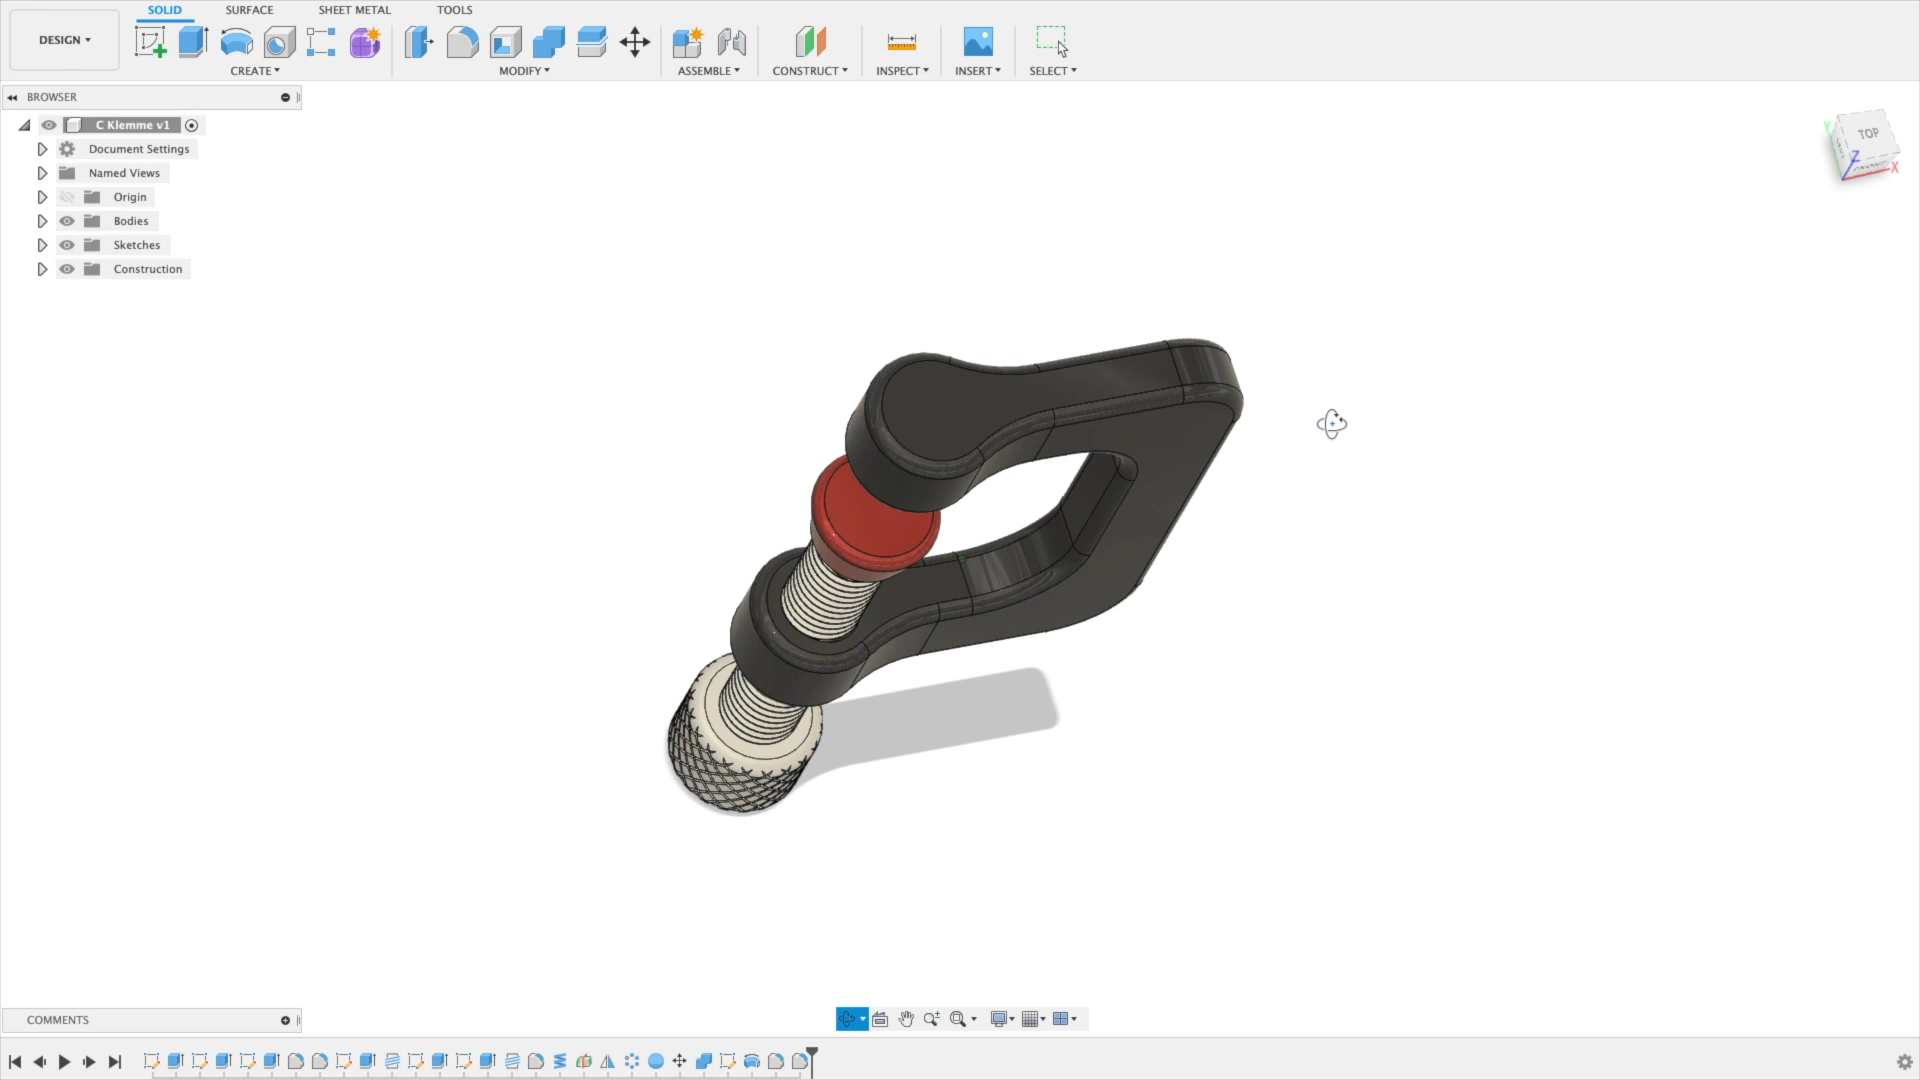 SOLID SURFACE SHEET METAL TOOLS
DESIGN
CREATE MODIFY ASSEMBLE CONSTRUCT INSPECT INSERT SELECT
BROWSER
C Klemme v1
Document Settings
Named Views
Origin
Bodies
Sketches
Construction
TOP
Y
Z
X
COMMENTS